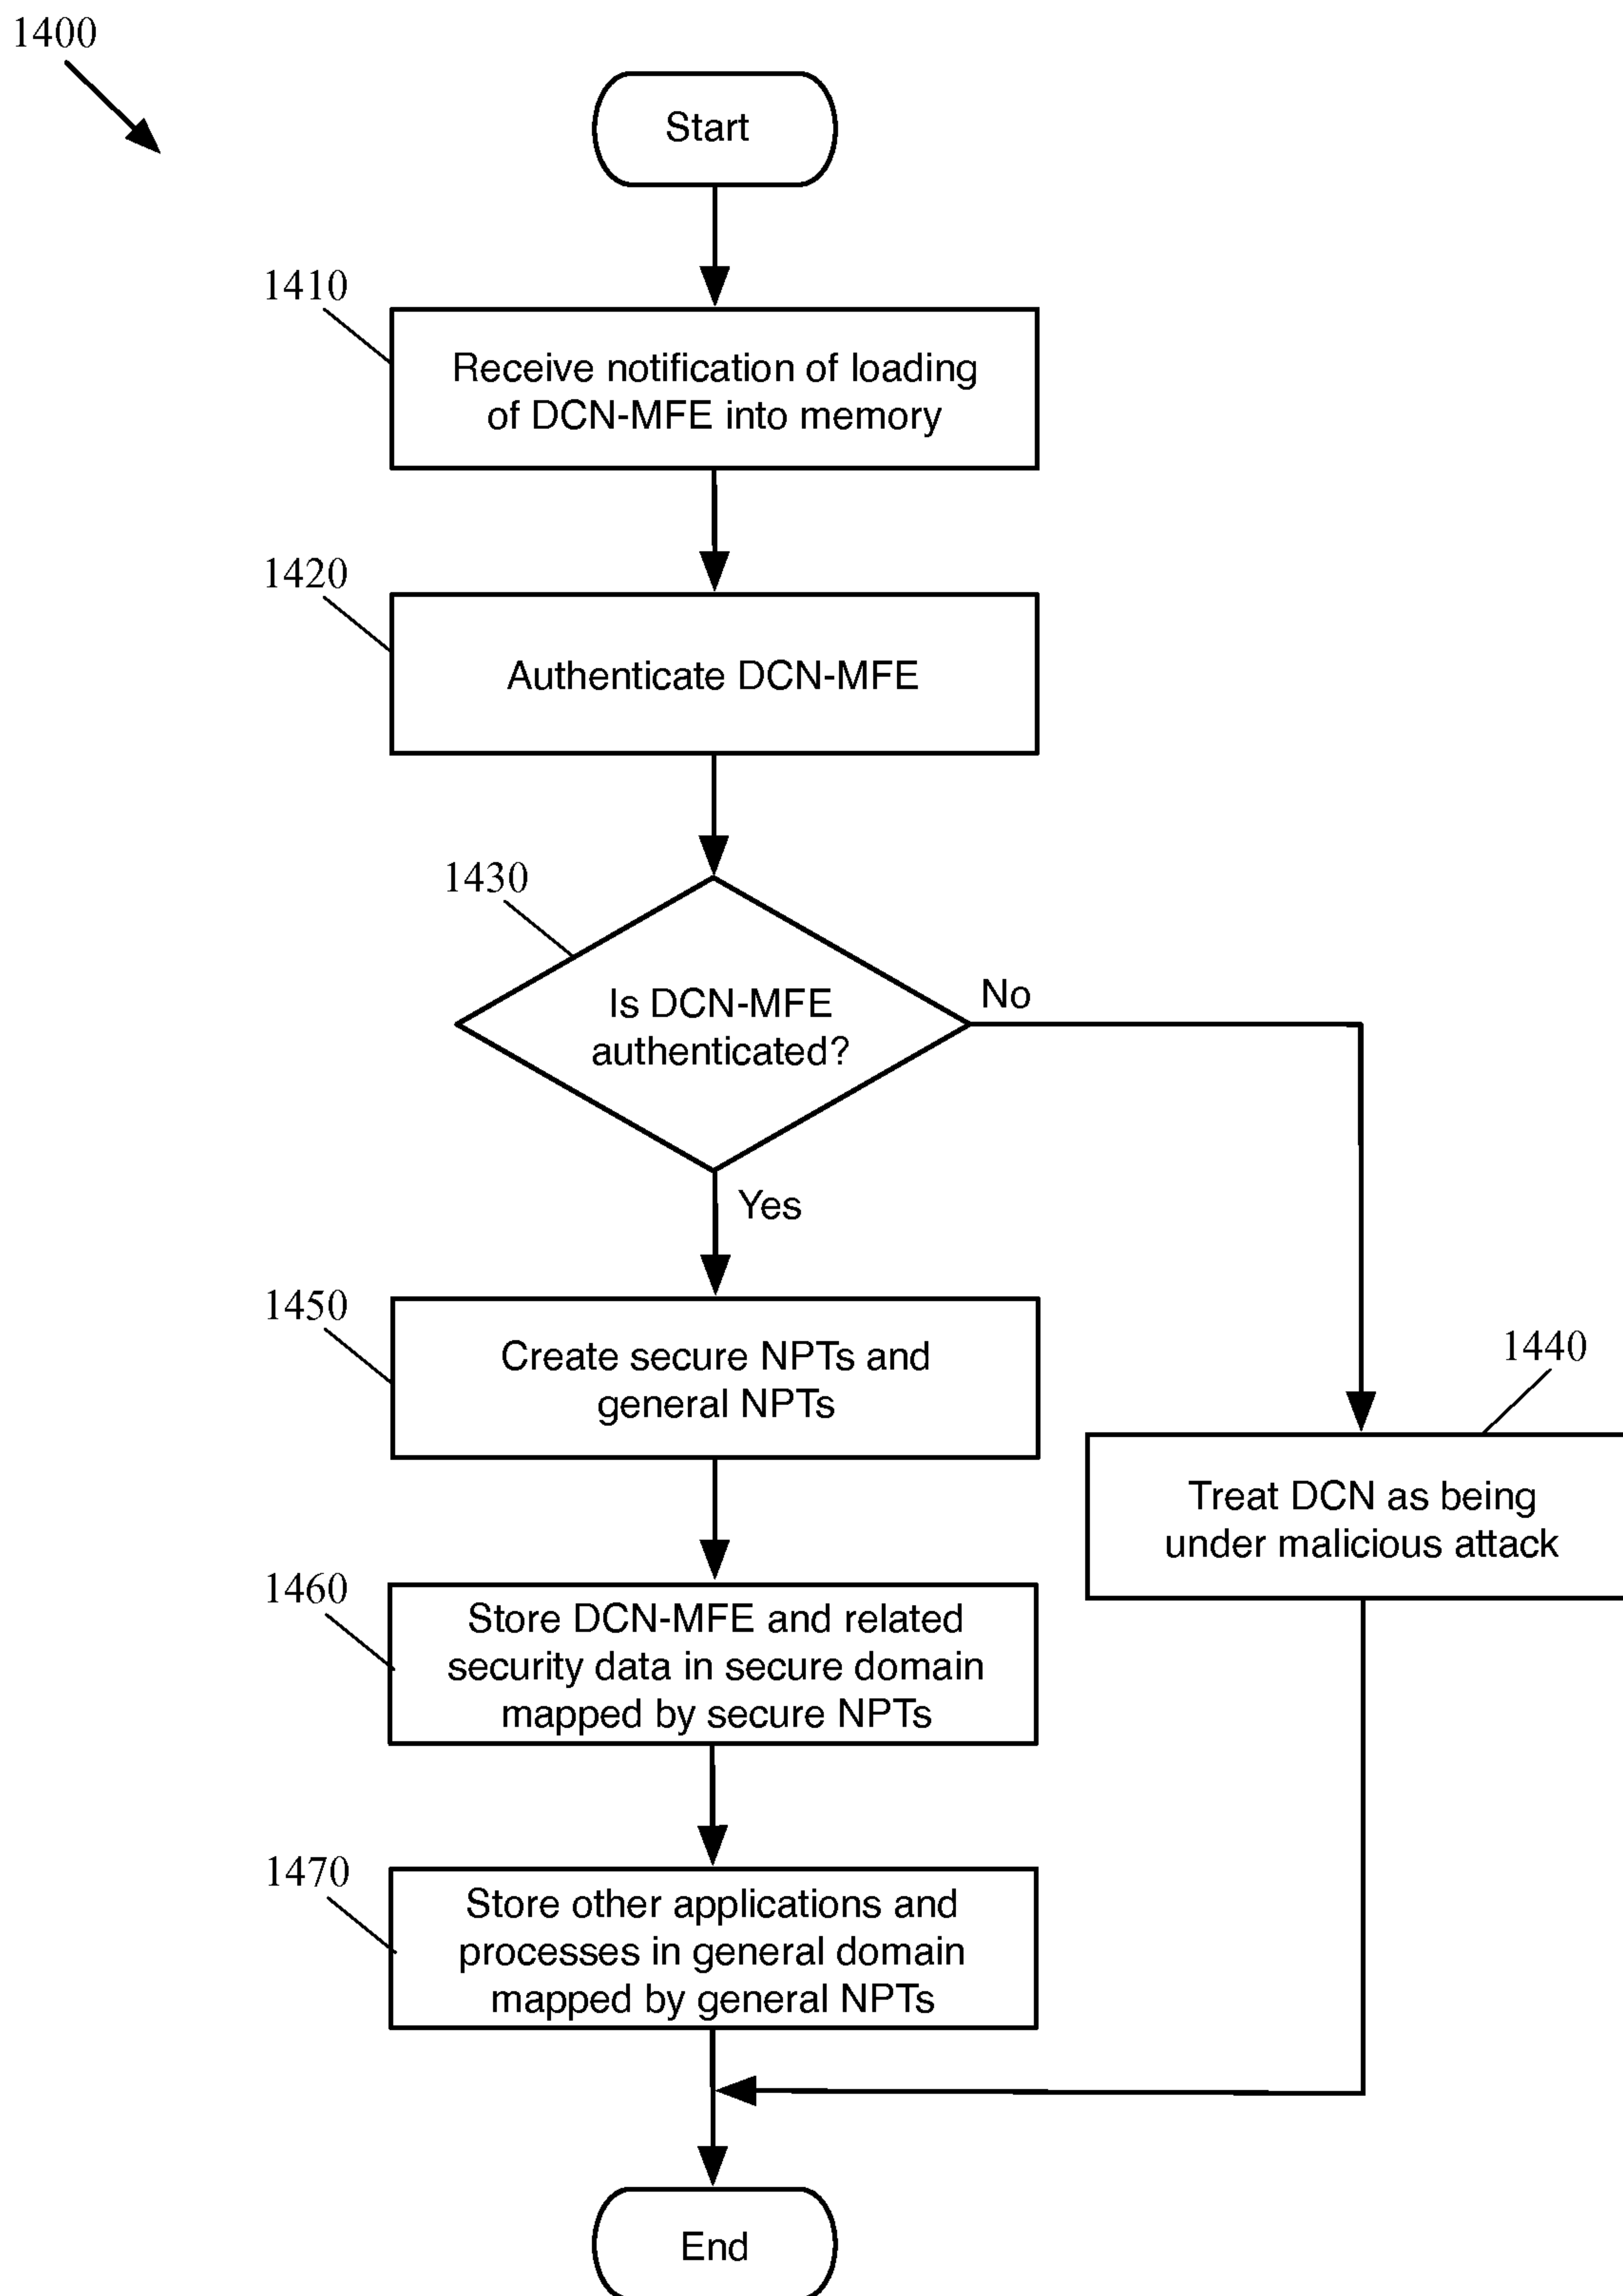 1400
Start
1410
Receive notification of loading
of DCN-MFE into memory
1420
Authenticate DCN-MFE
1430
Is DCN-MFE
authenticated?
No
Yes
1450
Create secure NPTs and
general NPTs
1440
Treat DCN as being
under malicious attack
1460
Store DCN-MFE and related
security data in secure domain
mapped by secure NPTs
1470
Store other applications and
processes in general domain
mapped by general NPTs
End